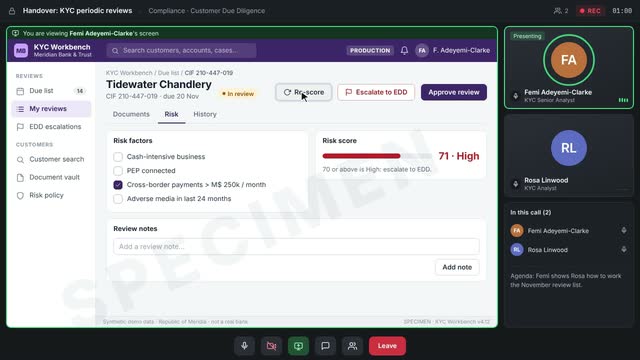 Handover: KYC periodic reviews
Compliance · Customer Due Diligence
2
REC
01:00
You are viewing Femi Adeyemi-Clarke's screen
MB
KYC Workbench
Meridian Bank & Trust
Search customers, accounts, cases...
PRODUCTION
FA
F. Adeyemi-Clarke
REVIEWS
Due list
14
My reviews
EDD escalations
CUSTOMERS
Customer search
Document vault
Risk policy
KYC Workbench / Due list / CIF 210-447-019
Tidewater Chandlery
CIF 210-447-019 · due 20 Nov
In review
Re-score
Escalate to EDD
Approve review
Documents
Risk
History
Risk factors
Cash-intensive business
PEP connected
Cross-border payments > M$ 250k / month
Adverse media in last 24 months
Risk score
71 · High
70 or above is High: escalate to EDD.
Review notes
Add a review note...
Add note
SPECIMEN
Synthetic demo data · Republic of Meridia · not a real bank
SPECIMEN · KYC Workbench v4.12
Presenting
FA
Femi Adeyemi-Clarke
KYC Senior Analyst
RL
Rosa Linwood
KYC Analyst
In this call (2)
FA
Femi Adeyemi-Clarke
RL
Rosa Linwood
Agenda: Femi shows Rosa how to work
the November review list.
Leave